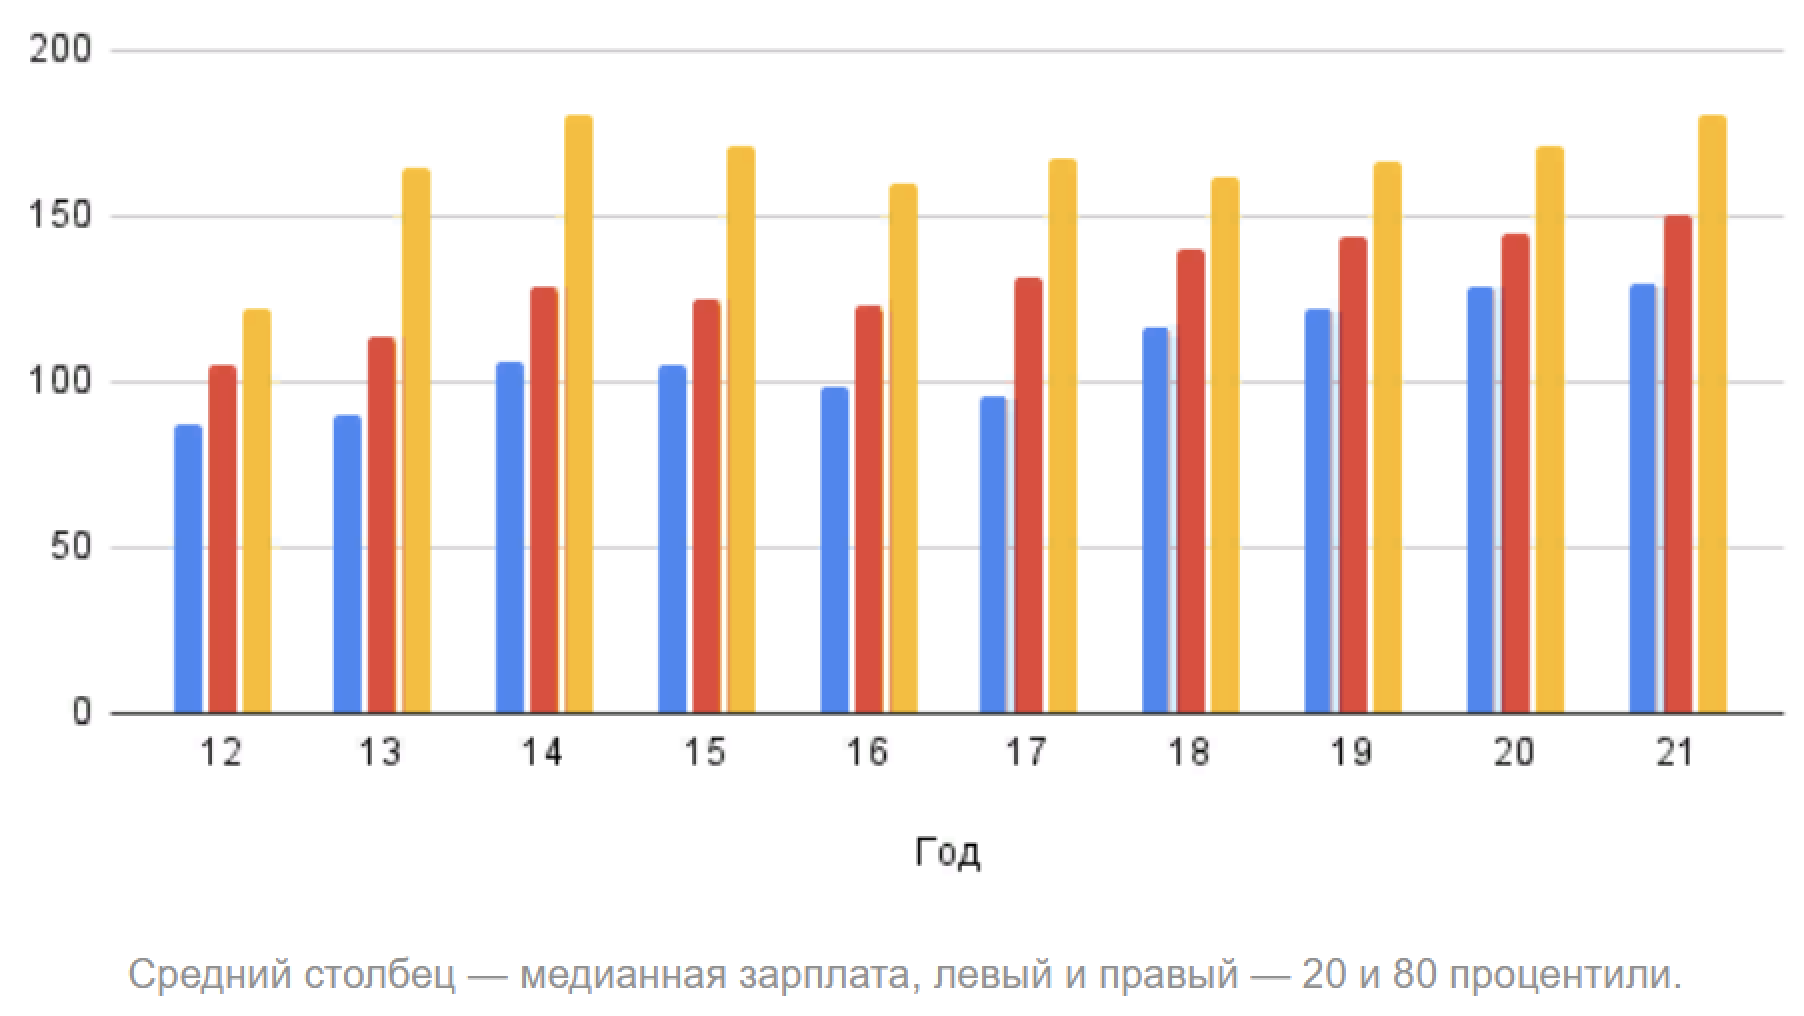 200
150
100
50
0
12 13 14 15 16 17 18 19 20 21
Год
Средний столбец — медианная зарплата, левый и правый — 20 и 80 процентили.